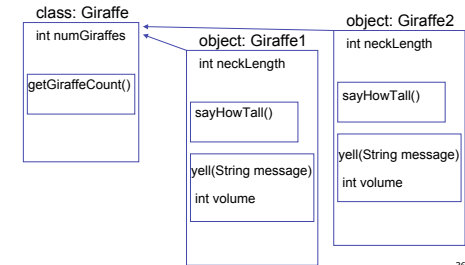 class: Giraffe
int numGiraffes
getGiraffeCount()
object: Giraffe1
int neckLength
sayHowTall()
yell(String message)
int volume
object: Giraffe2
int neckLength
sayHowTall()
yell(String message)
int volume